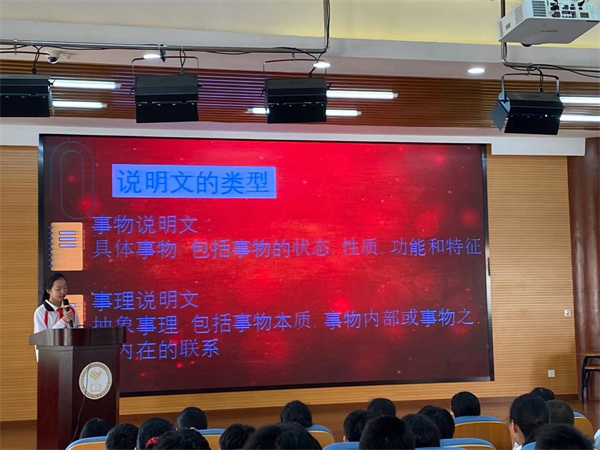 说明文的类型
事物说明文：
具体事物 包括事物的状态 性质 功能和特征
事理说明文
抽象事理 包括事物本质 事物内部或事物之
内在的联系